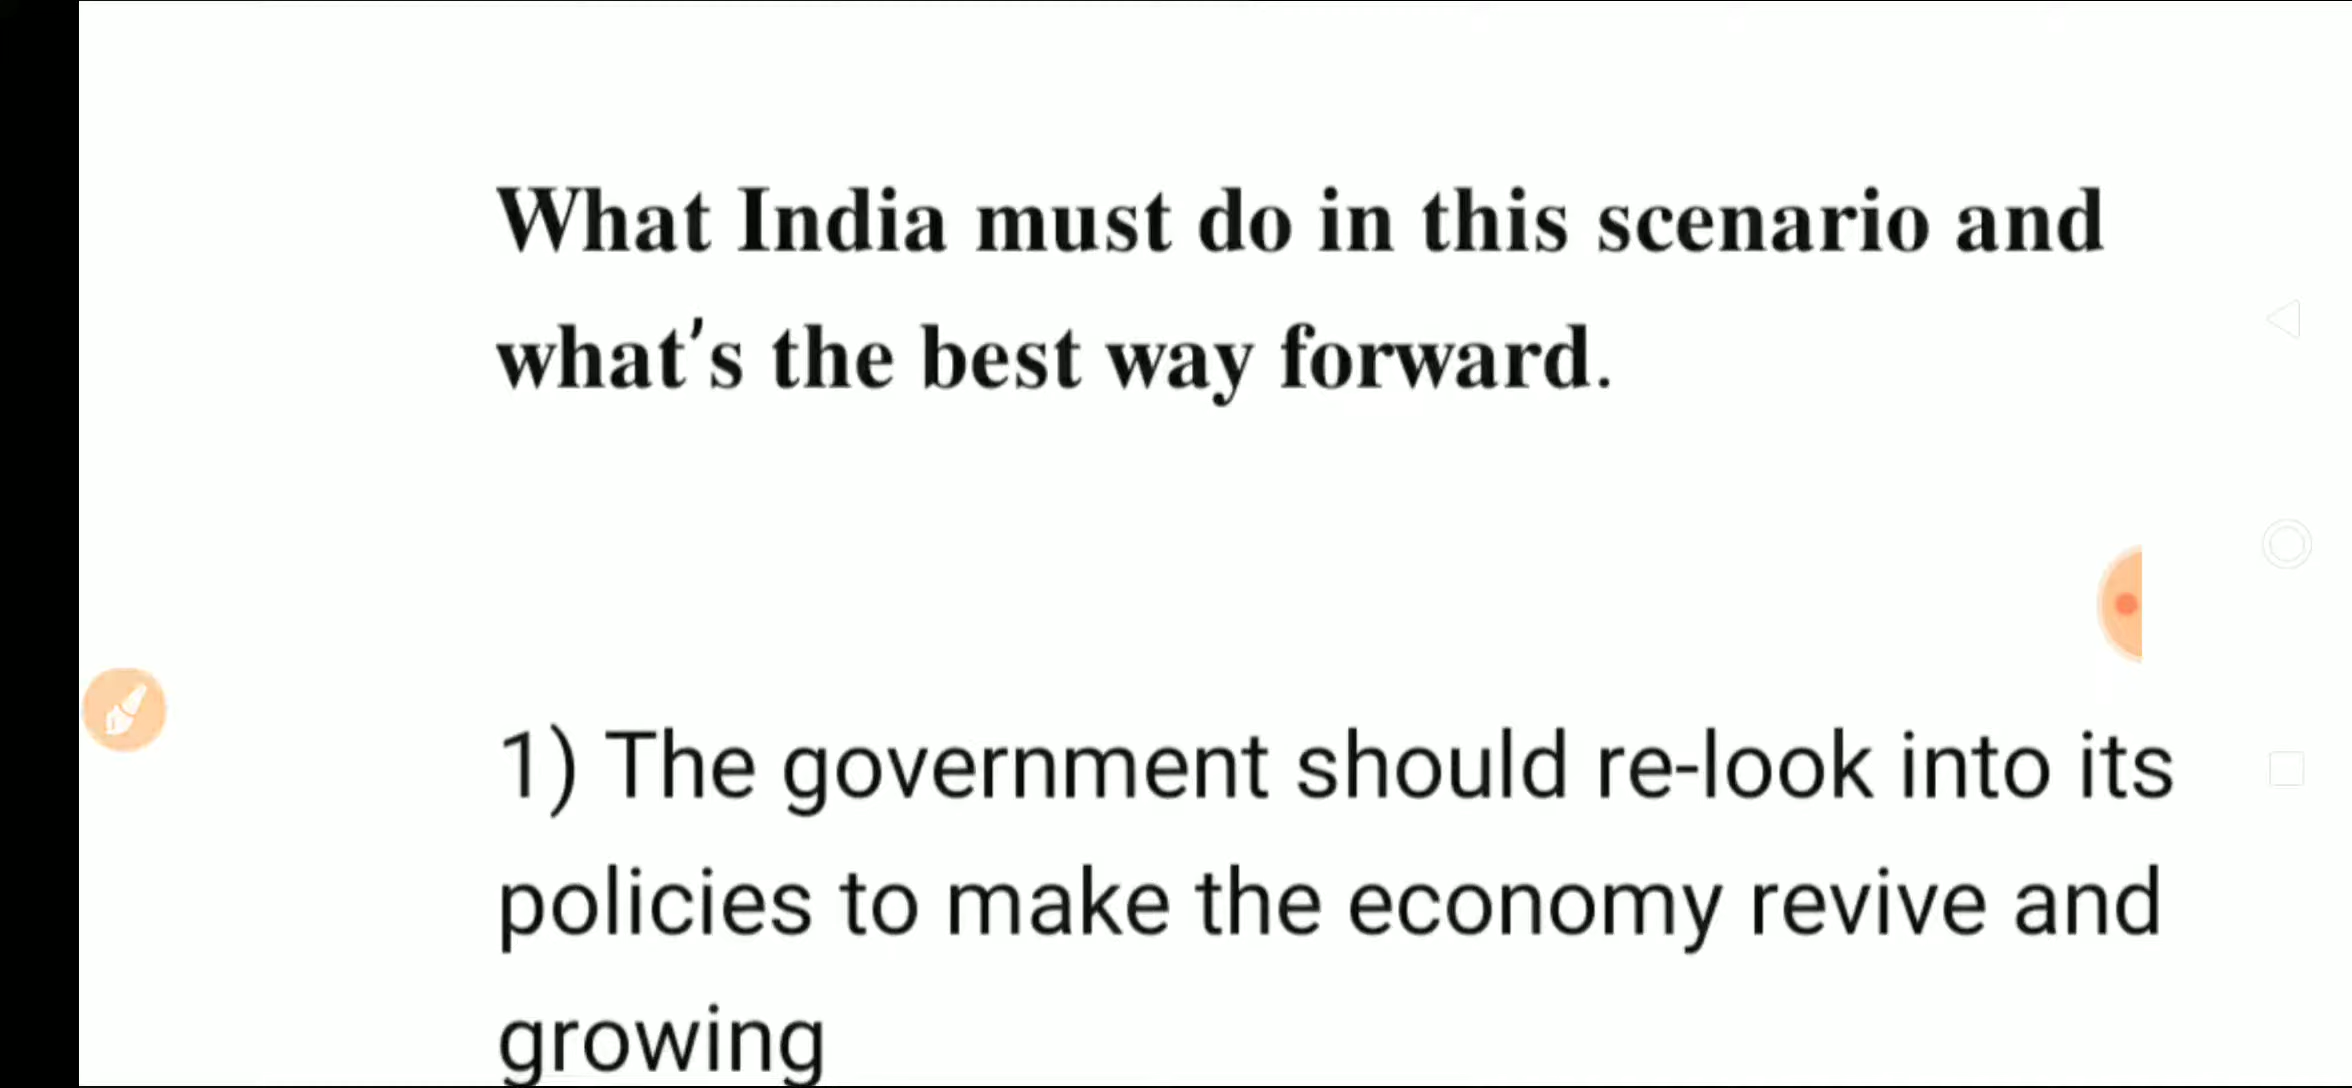 What India must do in this scenario and
what's the best way forward.
1) The government should re-look into its
policies to make the economy revive and
growing